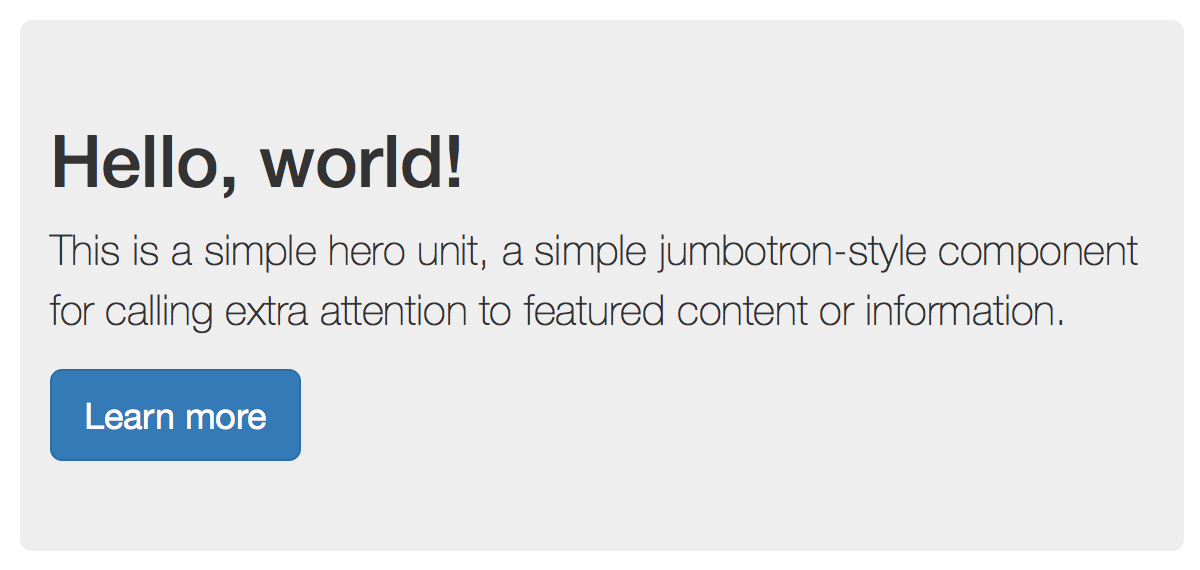 Hello, world!
This is a simple hero unit, a simple jumbotron-style component
for calling extra attention to featured content or information.
Learn more